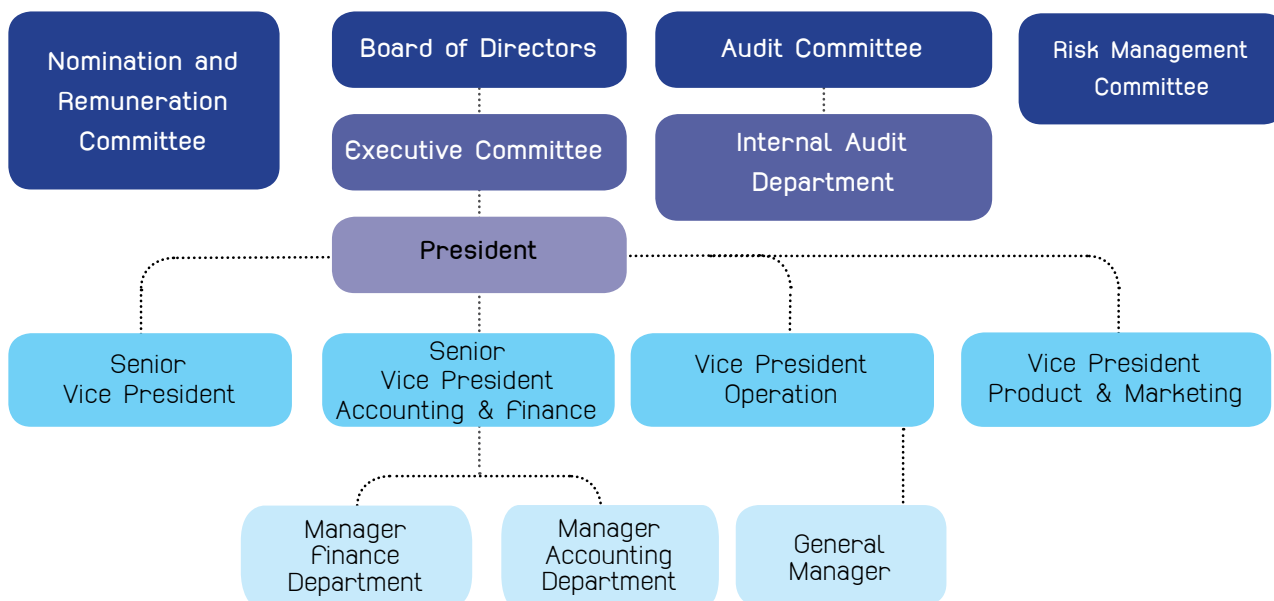 Nomination and
Remuneration
Committee
Board of Directors
Audit Committee
Risk Management
Committee
Executive Committee
Internal Audit
Department
President
Senior
Vice President
Senior
Vice President
Accounting & Finance
Vice President
Operation
Vice President
Product & Marketing
Manager
Finance
Department
Manager
Accounting
Department
General
Manager